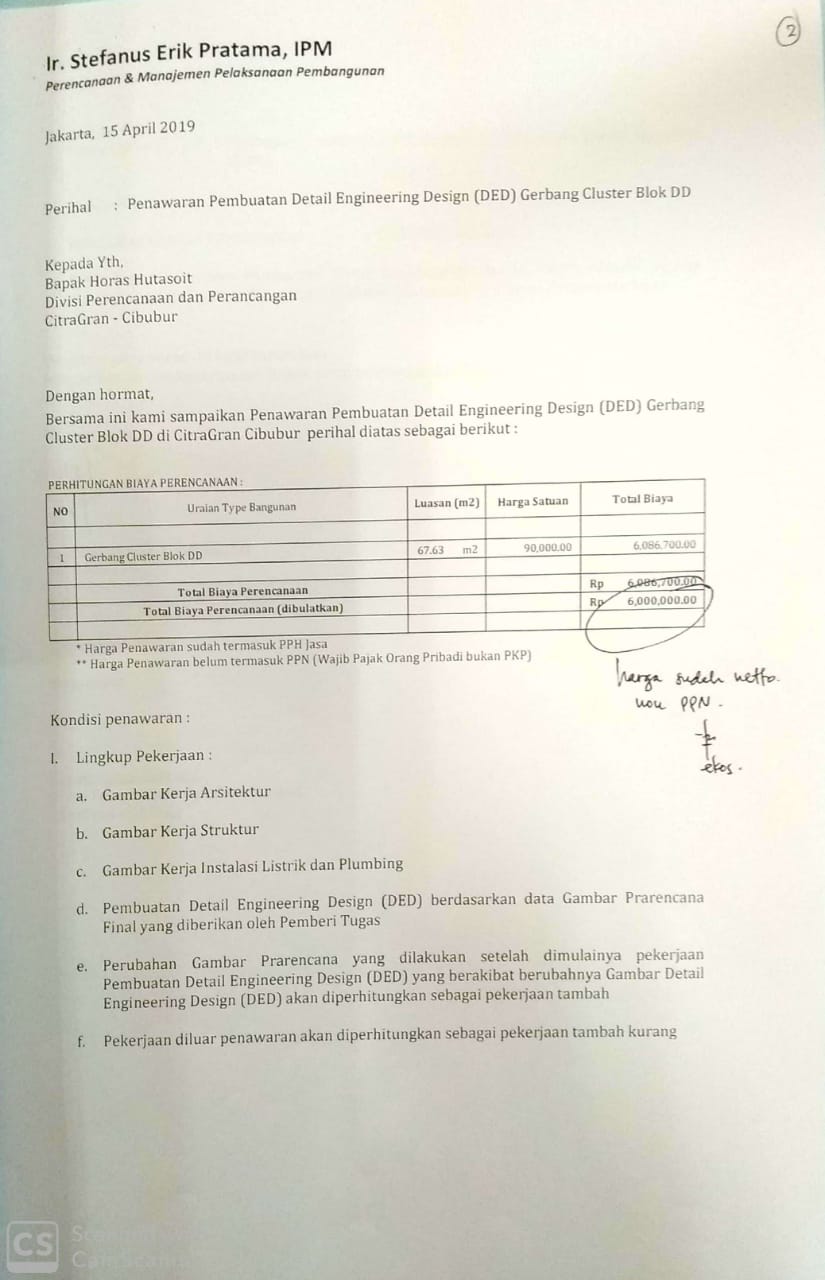 2
Ir. Stefanus Erik Pratama, IPM
Perencanaan & Manajemen Pelaksanaan Pembangunan
Jakarta, 15 April 2019
Perihal : Penawaran Pembuatan Detail Engineering Design (DED) Gerbang Cluster Blok DD
Kepada Yth,
Bapak Horas Hutasoit
Divisi Perencanaan dan Perancangan
CitraGran - Cibubur
Dengan hormat,
Bersama ini kami sampaikan Penawaran Pembuatan Detail Engineering Design (DED) Gerbang
Cluster Blok DD di CitraGran Cibubur perihal diatas sebagai berikut :
PERHITUNGAN BIAYA PERENCANAAN :
NO Uraian Type Bangunan Luasan (m2) Harga Satuan Total Biaya
1 Gerbang Cluster Blok DD 67.63 m2 90,000.00 6,086,700.00
Total Biaya Perencanaan Rp 6,086,700.00
Total Biaya Perencanaan (dibulatkan) Rp 6,000,000.00
* Harga Penawaran sudah termasuk PPH Jasa
** Harga Penawaran belum termasuk PPN (Wajib Pajak Orang Pribadi bukan PKP)
harga sudah netto.
non PPN.
ekos.
Kondisi penawaran :
I. Lingkup Pekerjaan :
a. Gambar Kerja Arsitektur
b. Gambar Kerja Struktur
c. Gambar Kerja Instalasi Listrik dan Plumbing
d. Pembuatan Detail Engineering Design (DED) berdasarkan data Gambar Prarencana
Final yang diberikan oleh Pemberi Tugas
e. Perubahan Gambar Prarencana yang dilakukan setelah dimulainya pekerjaan
Pembuatan Detail Engineering Design (DED) yang berakibat berubahnya Gambar Detail
Engineering Design (DED) akan diperhitungkan sebagai pekerjaan tambah
f. Pekerjaan diluar penawaran akan diperhitungkan sebagai pekerjaan tambah kurang
CS